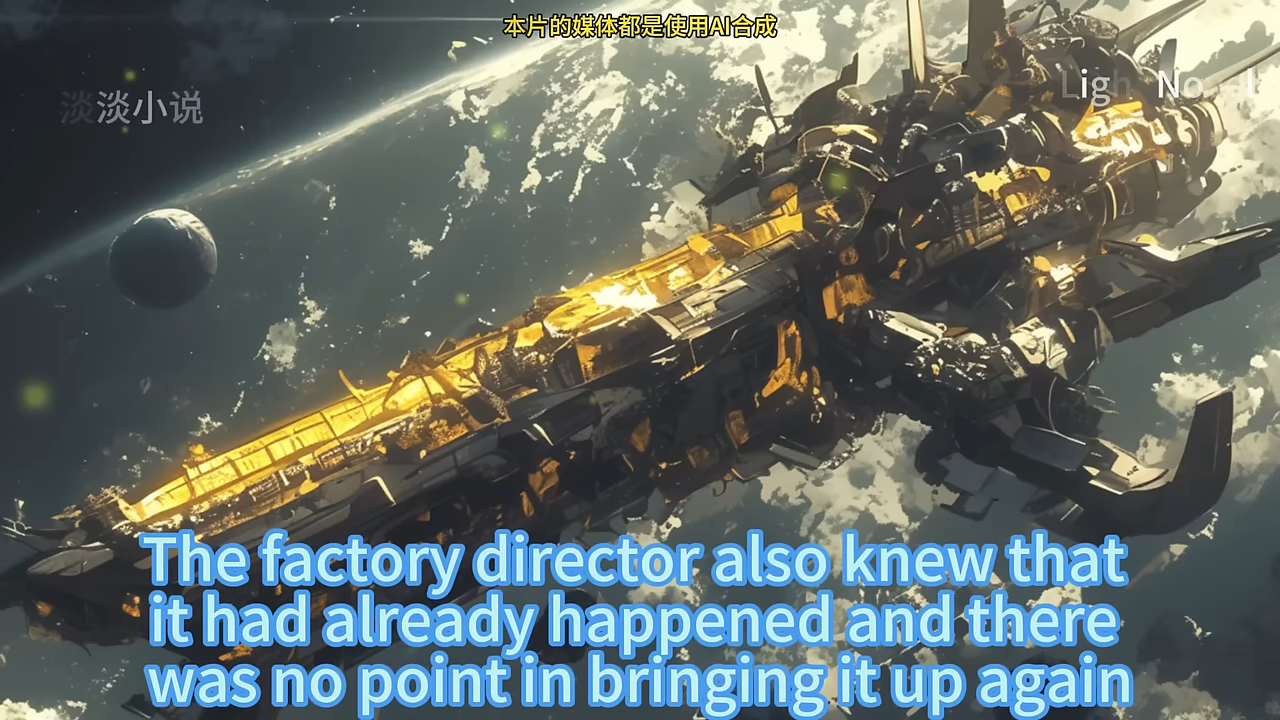 本片的媒体都是使用AI合成
淡淡小说
The factory director also knew that
it had already happened and there
was no point in bringing it up again